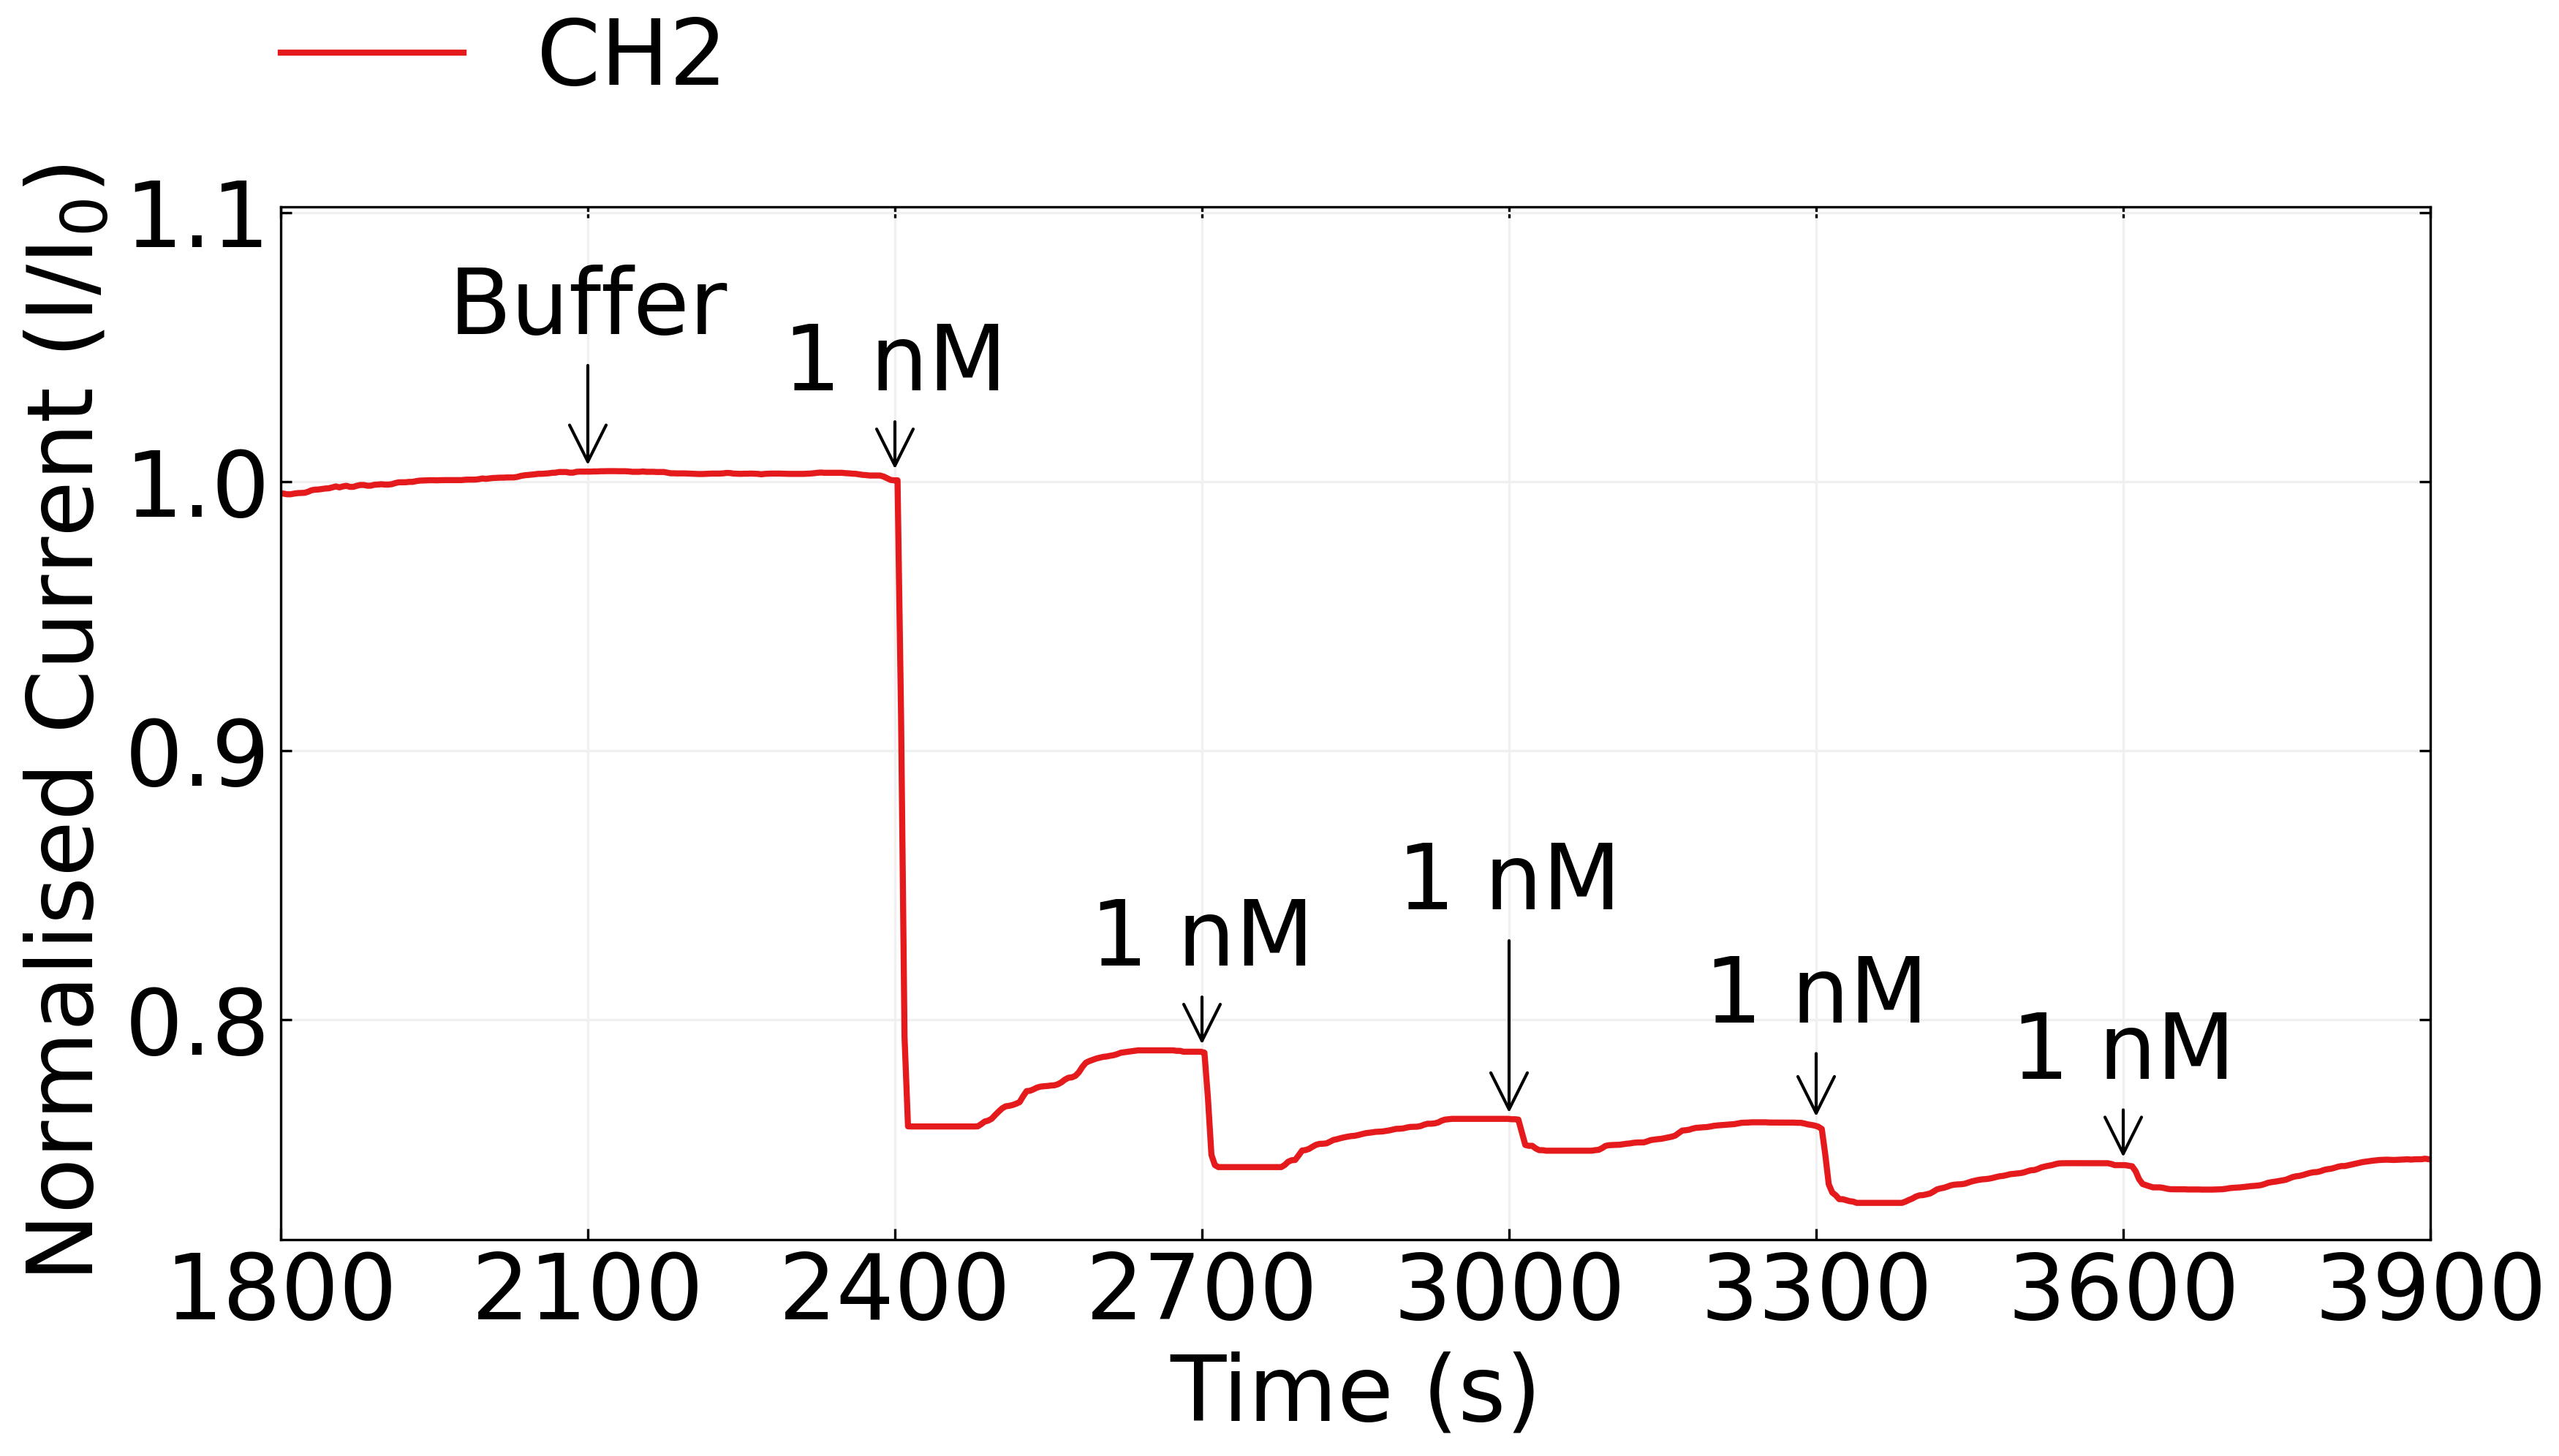 CH2
Normalised Current (I/I₀)
1.1
1.0
0.9
0.8
Buffer
1 nM
1 nM
1 nM
1 nM
1 nM
1800 2100 2400 2700 3000 3300 3600 3900
Time (s)